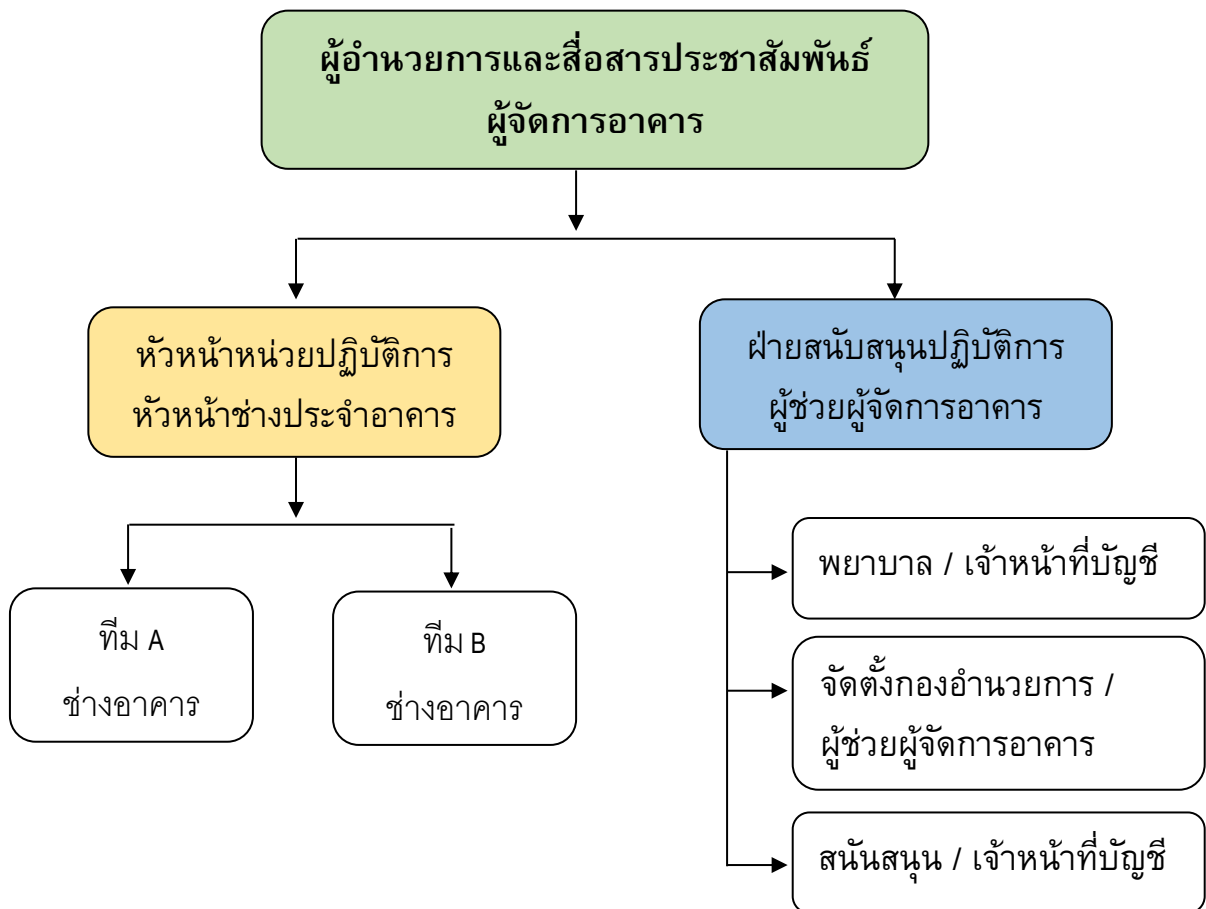 ผู้อำนวยการและสื่อสารประชาสัมพันธ์
ผู้จัดการอาคาร
หัวหน้าหน่วยปฏิบัติการ
หัวหน้าช่างประจำอาคาร
ฝ่ายสนับสนุนปฏิบัติการ
ผู้ช่วยผู้จัดการอาคาร
ทีม A
ช่างอาคาร
ทีม B
ช่างอาคาร
พยาบาล / เจ้าหน้าที่บัญชี
จัดตั้งกองอำนวยการ /
ผู้ช่วยผู้จัดการอาคาร
สนันสนุน / เจ้าหน้าที่บัญชี